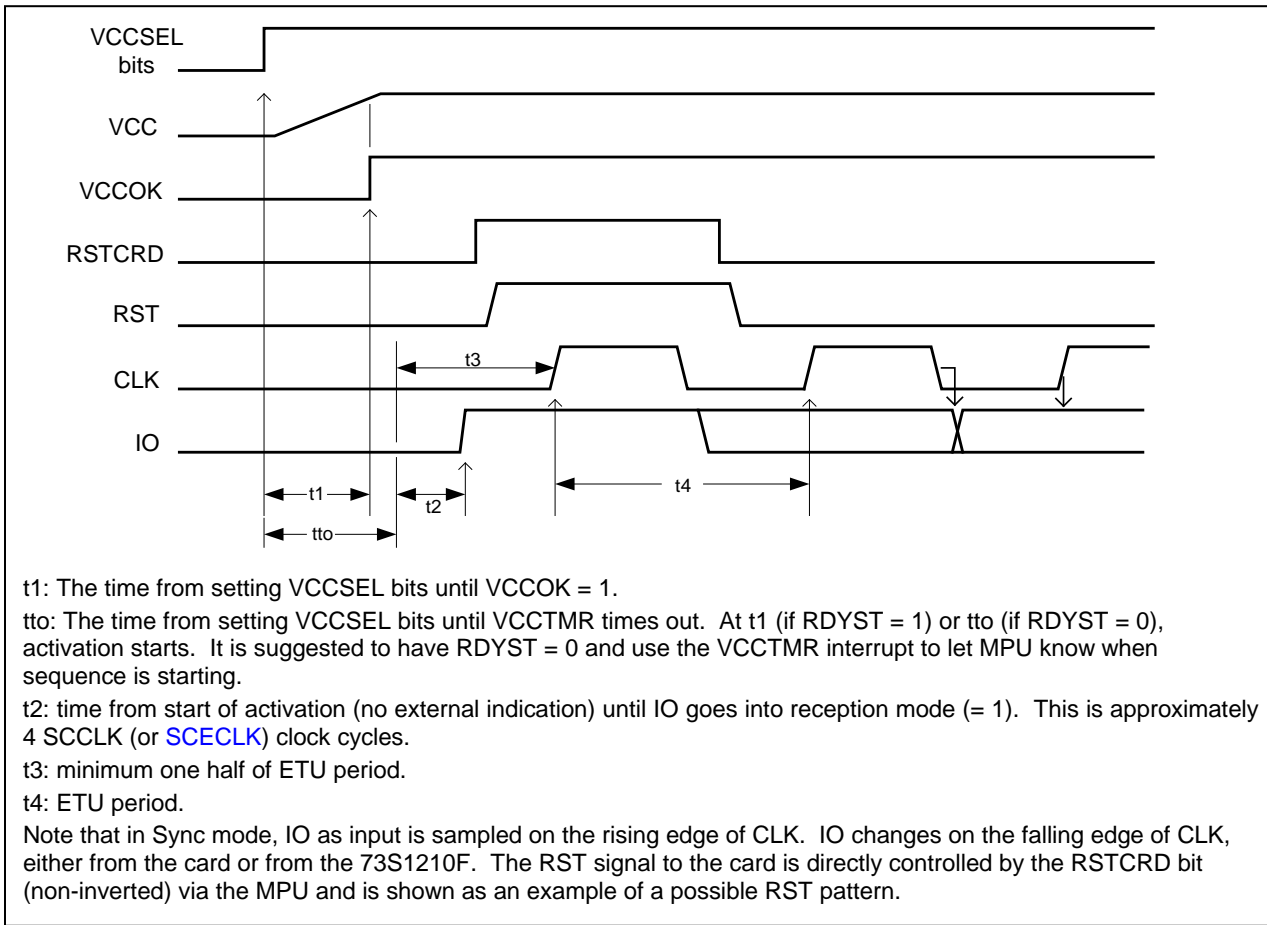 VCCSEL
bits
VCC
VCCOK
RSTCRD
RST
t3
CLK
IO
t4
t1
t2
tto
t1: The time from setting VCCSEL bits until VCCOK = 1.
tto: The time from setting VCCSEL bits until VCCTMR times out. At t1 (if RDYST = 1) or tto (if RDYST = 0),
activation starts. It is suggested to have RDYST = 0 and use the VCCTMR interrupt to let MPU know when
sequence is starting.
t2: time from start of activation (no external indication) until IO goes into reception mode (= 1). This is approximately
4 SCCLK (or SCECLK) clock cycles.
t3: minimum one half of ETU period.
t4: ETU period.
Note that in Sync mode, IO as input is sampled on the rising edge of CLK. IO changes on the falling edge of CLK,
either from the card or from the 73S1210F. The RST signal to the card is directly controlled by the RSTCRD bit
(non-inverted) via the MPU and is shown as an example of a possible RST pattern.